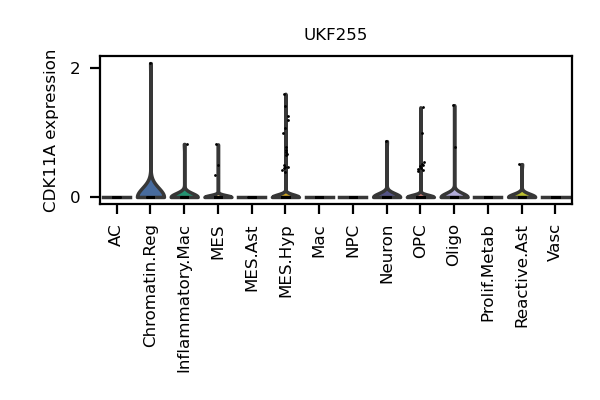 UKF255
CDK11A expression
2
0
AC
Chromatin.Reg
Inflammatory.Mac
MES
MES.Ast
MES.Hyp
Mac
NPC
Neuron
OPC
Oligo
Prolif.Metab
Reactive.Ast
Vasc